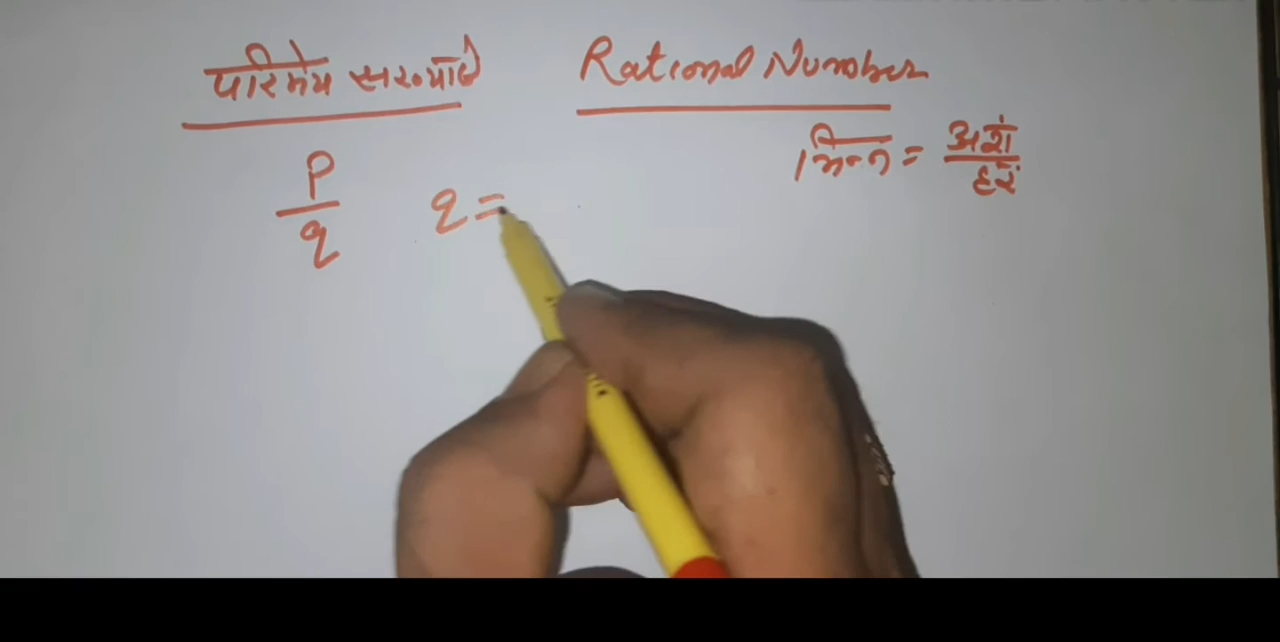 परिमेय संख्याऐ Rational Number
भिन्न = अंश/हर
P/q q =